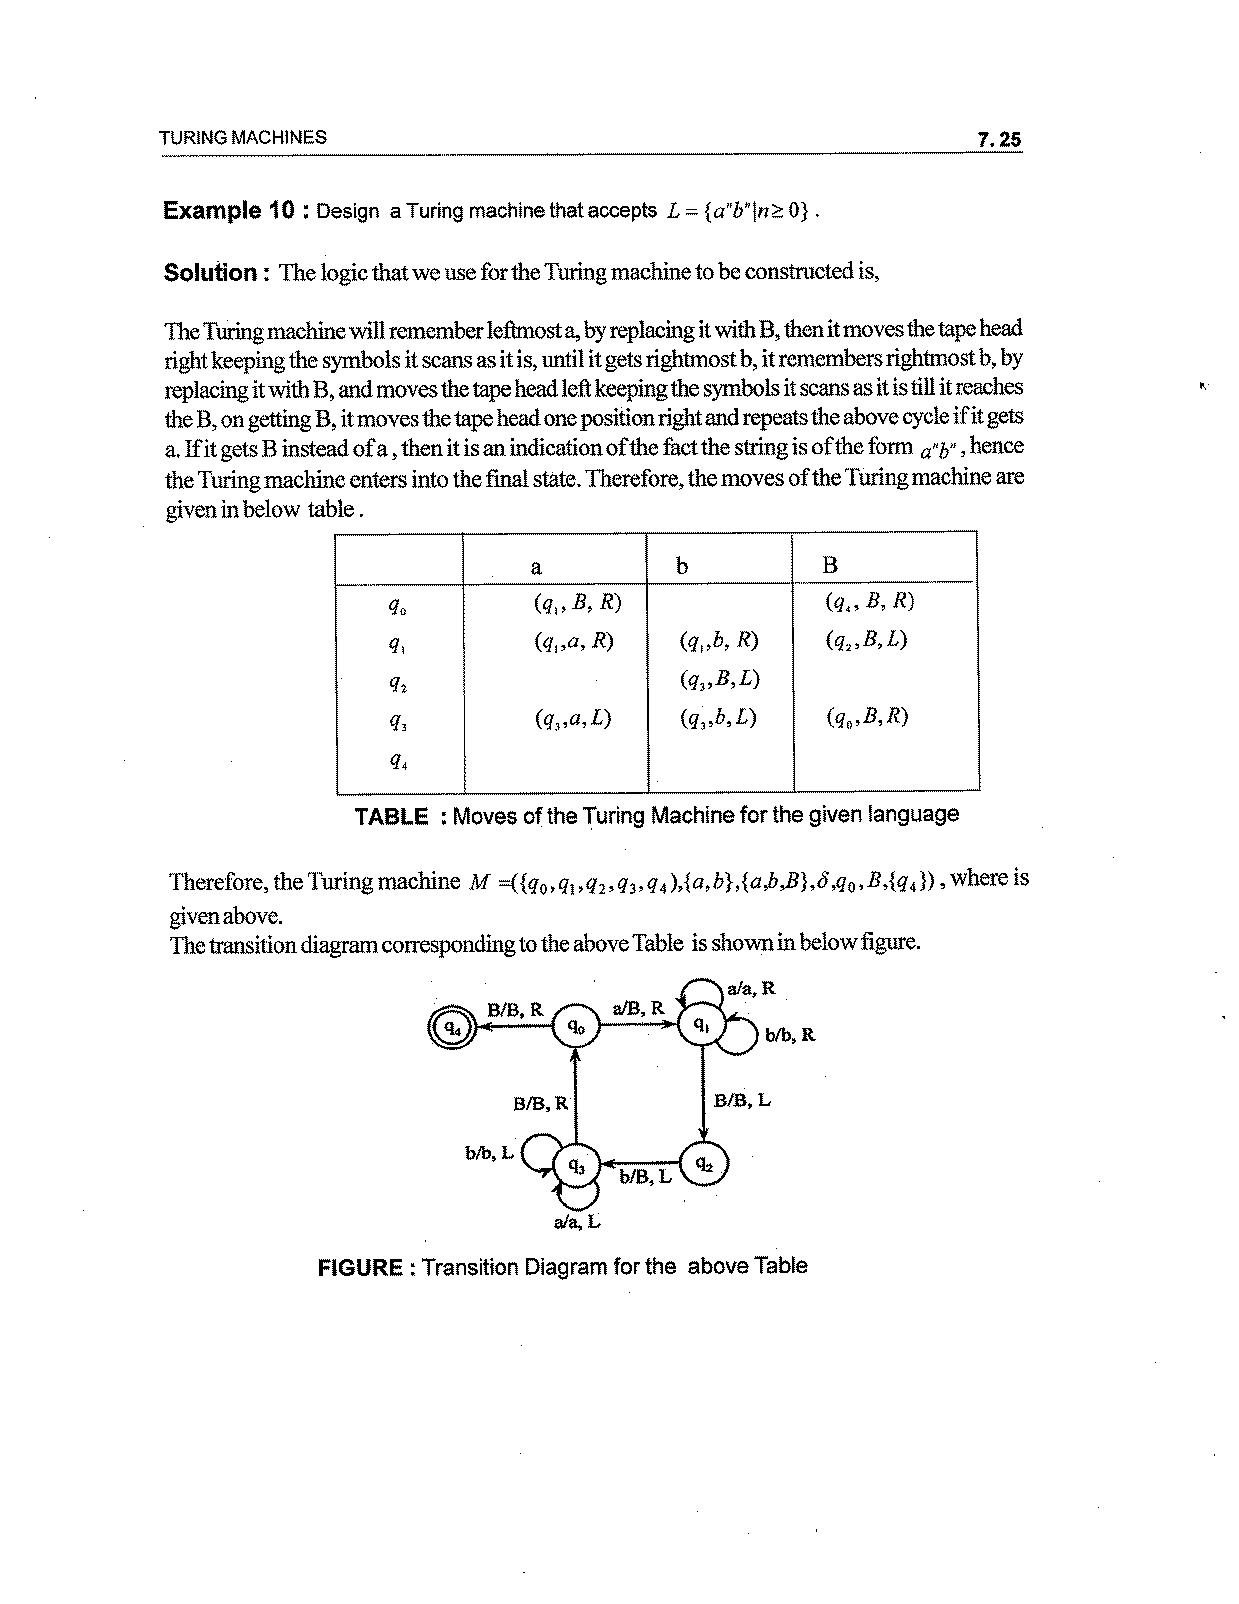 TURING MACHINES 7. 25
Example 10 : Design a Turing machine that accepts L = {aⁿbⁿ|n ≥ 0} .
Solution : The logic that we use for the Turing machine to be constructed is,
The Turing machine will remember leftmost a, by replacing it with B, then it moves the tape head
right keeping the symbols it scans as it is, until it gets rightmost b, it remembers rightmost b, by
replacing it with B, and moves the tape head left keeping the symbols it scans as it is till it reaches
the B, on getting B, it moves the tape head one position right and repeats the above cycle if it gets
a. If it gets B instead of a , then it is an indication of the fact the string is of the form aⁿbⁿ , hence
the Turing machine enters into the final state. Therefore, the moves of the Turing machine are
given in below table .
a b B
q₀ (q₁, B, R) (q₄, B, R)
q₁ (q₁,a, R) (q₁,b, R) (q₂,B,L)
q₂ (q₃,B,L)
q₃ (q₃,a,L) (q₃,b,L) (q₀,B,R)
q₄
TABLE : Moves of the Turing Machine for the given language
Therefore, the Turing machine M =({q₀,q₁,q₂,q₃,q₄),{a,b},{a,b,B},δ,q₀,B,{q₄}) , where is
given above.
The transition diagram corresponding to the above Table is shown in below figure.
a/a, R
B/B, R a/B, R
q₄ q₀ q₁ b/b, R
B/B, R B/B, L
b/b, L q₃ b/B, L q₂
a/a, L
FIGURE : Transition Diagram for the above Table